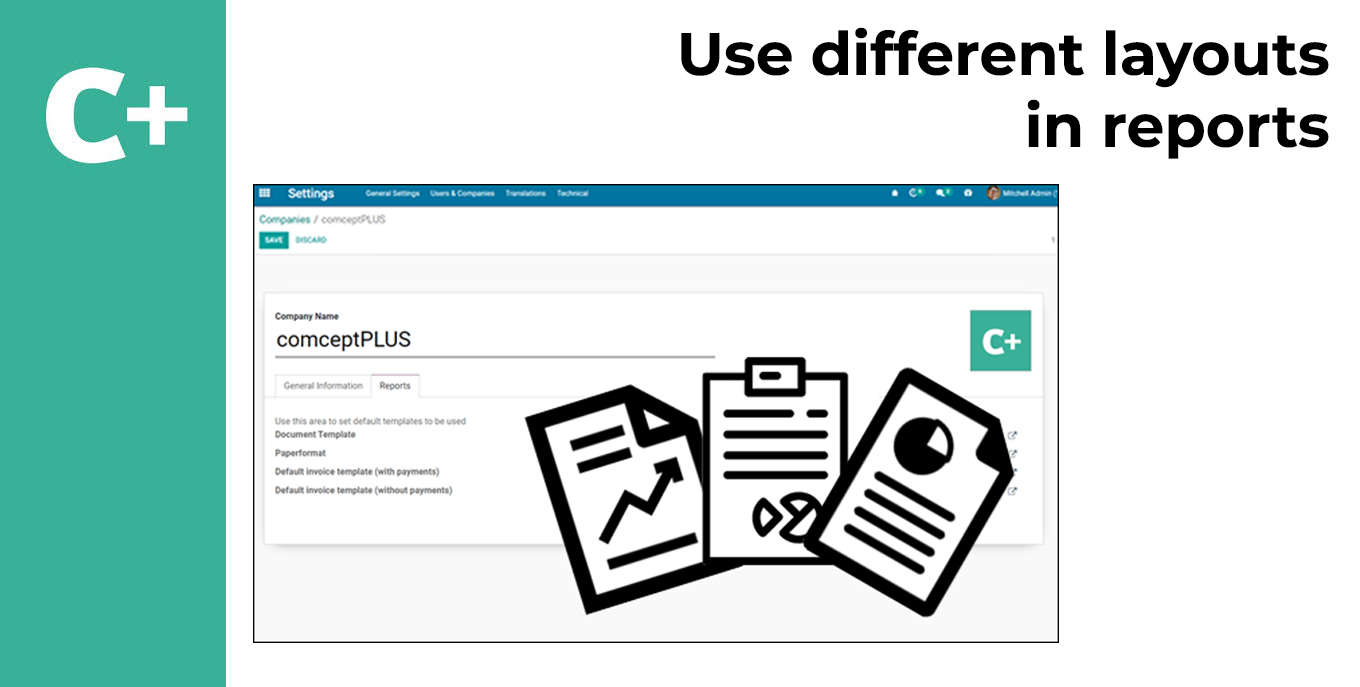 C+
Use different layouts
in reports
Settings General Settings Users & Companies Translations Technical Mitchell Admin (
Companies / comceptPLUS
SAVE DISCARD
Company Name
comceptPLUS
C+
General Information Reports
Use this area to set default templates to be used
Document Template
Paperformat
Default invoice template (with payments)
Default invoice template (without payments)